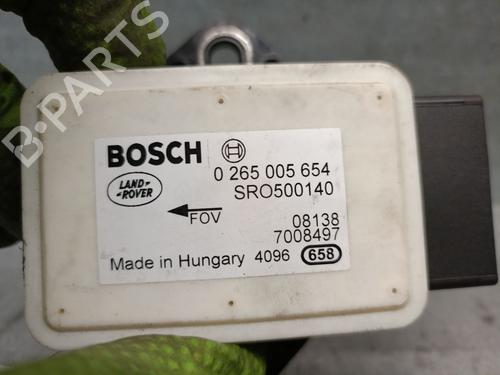 B-PARTS
BOSCH 0 265 005 654
LAND-
ROVER
SRO500140
FOV
08138
7008497
Made in Hungary 4096 658